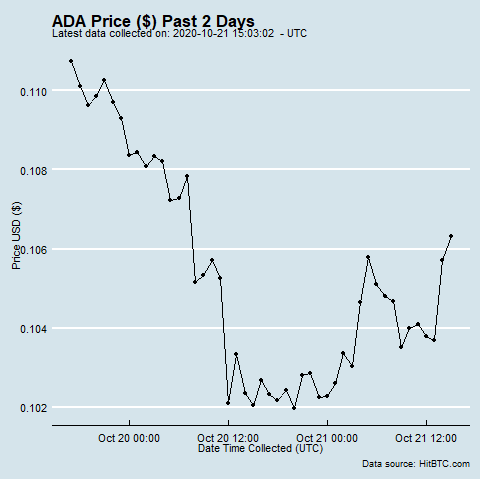 ADA Price ($) Past 2 Days
Latest data collected on: 2020-10-21 15:03:02 - UTC
Price USD ($)
0.110
0.108
0.106
0.104
0.102
Oct 20 00:00 Oct 20 12:00 Oct 21 00:00 Oct 21 12:00
Date Time Collected (UTC)
Data source: HitBTC.com